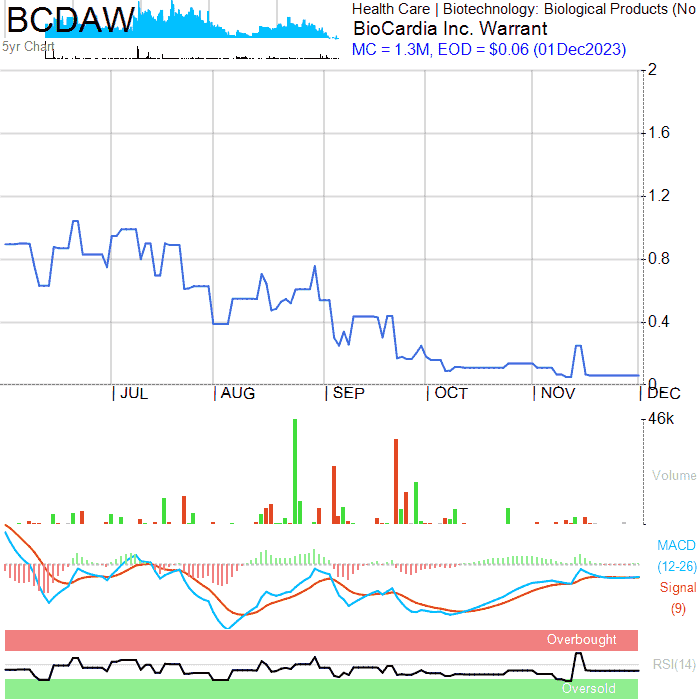 BCDAW
5yr Chart
Health Care | Biotechnology: Biological Products (No
BioCardia Inc. Warrant
MC = 1.3M, EOD = $0.06 (01Dec2023)
2
1.6
1.2
0.8
0.4
0
JUL AUG SEP OCT NOV DEC
46k
Volume
MACD
(12-26)
Signal
(9)
Overbought
RSI(14)
Oversold